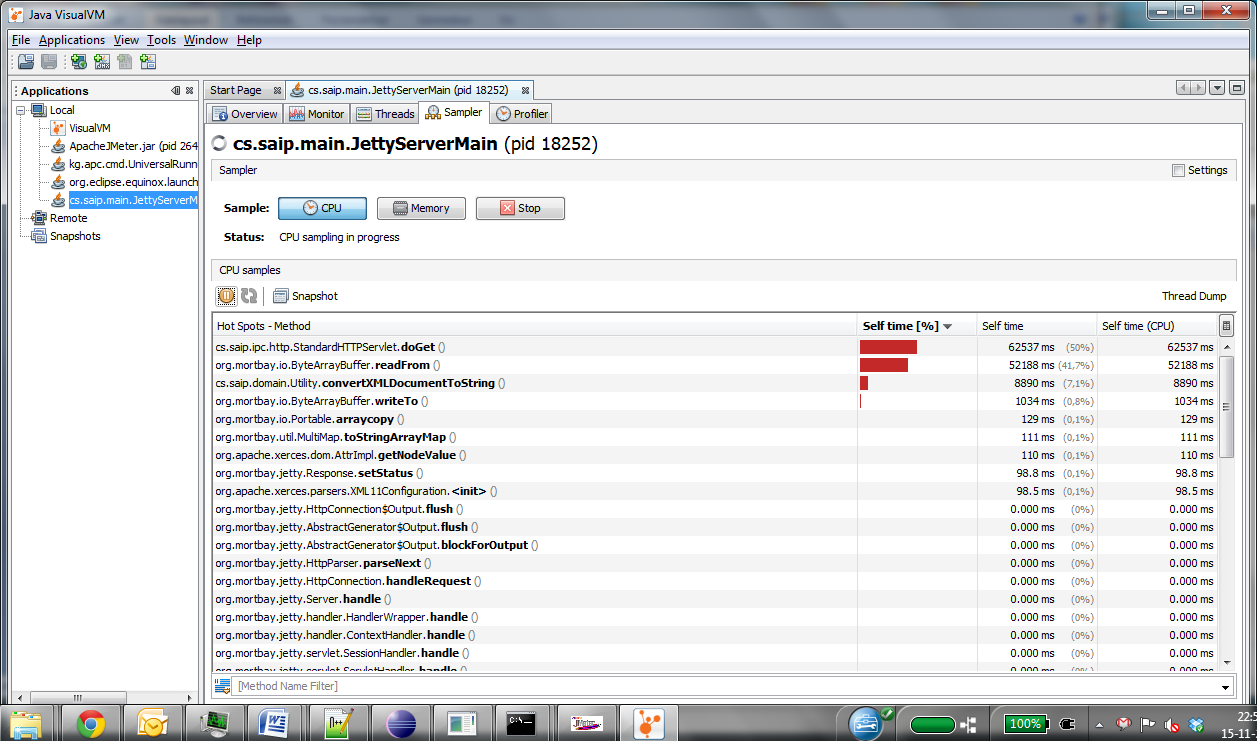 Java VisualVM
File Applications View Tools Window Help
Applications
Local
VisualVM
ApacheJMeter.jar (pid 264
kg.apc.cmd.UniversalRunn
org.eclipse.equinox.launch
cs.saip.main.JettyServerM
Remote
Snapshots
Start Page
cs.saip.main.JettyServerMain (pid 18252)
Overview Monitor Threads Sampler Profiler
cs.saip.main.JettyServerMain (pid 18252)
Sampler Settings
Sample: CPU Memory Stop
Status: CPU sampling in progress
CPU samples
Snapshot Thread Dump
Hot Spots - Method Self time [%] Self time Self time (CPU)
cs.saip.ipc.http.StandardHTTPServlet.doGet () 62537 ms (50%) 62537 ms
org.mortbay.io.ByteArrayBuffer.readFrom () 52188 ms (41,7%) 52188 ms
cs.saip.domain.Utility.convertXMLDocumentToString () 8890 ms (7,1%) 8890 ms
org.mortbay.io.ByteArrayBuffer.writeTo () 1034 ms (0,8%) 1034 ms
org.mortbay.io.Portable.arraycopy () 129 ms (0,1%) 129 ms
org.mortbay.util.MultiMap.toStringArrayMap () 111 ms (0,1%) 111 ms
org.apache.xerces.dom.AttrImpl.getNodeValue () 110 ms (0,1%) 110 ms
org.mortbay.jetty.Response.setStatus () 98.8 ms (0,1%) 98.8 ms
org.apache.xerces.parsers.XML11Configuration.<init> () 98.5 ms (0,1%) 98.5 ms
org.mortbay.jetty.HttpConnection$Output.flush () 0.000 ms (0%) 0.000 ms
org.mortbay.jetty.AbstractGenerator$Output.flush () 0.000 ms (0%) 0.000 ms
org.mortbay.jetty.AbstractGenerator$Output.blockForOutput () 0.000 ms (0%) 0.000 ms
org.mortbay.jetty.HttpParser.parseNext () 0.000 ms (0%) 0.000 ms
org.mortbay.jetty.HttpConnection.handleRequest () 0.000 ms (0%) 0.000 ms
org.mortbay.jetty.Server.handle () 0.000 ms (0%) 0.000 ms
org.mortbay.jetty.handler.HandlerWrapper.handle () 0.000 ms (0%) 0.000 ms
org.mortbay.jetty.handler.ContextHandler.handle () 0.000 ms (0%) 0.000 ms
org.mortbay.jetty.servlet.SessionHandler.handle () 0.000 ms (0%) 0.000 ms
org.mortbay.jetty.servlet.ServletHandler.handle () 0.000 ms (0%) 0.000 ms
[Method Name Filter]
100%
22:5
15-11-